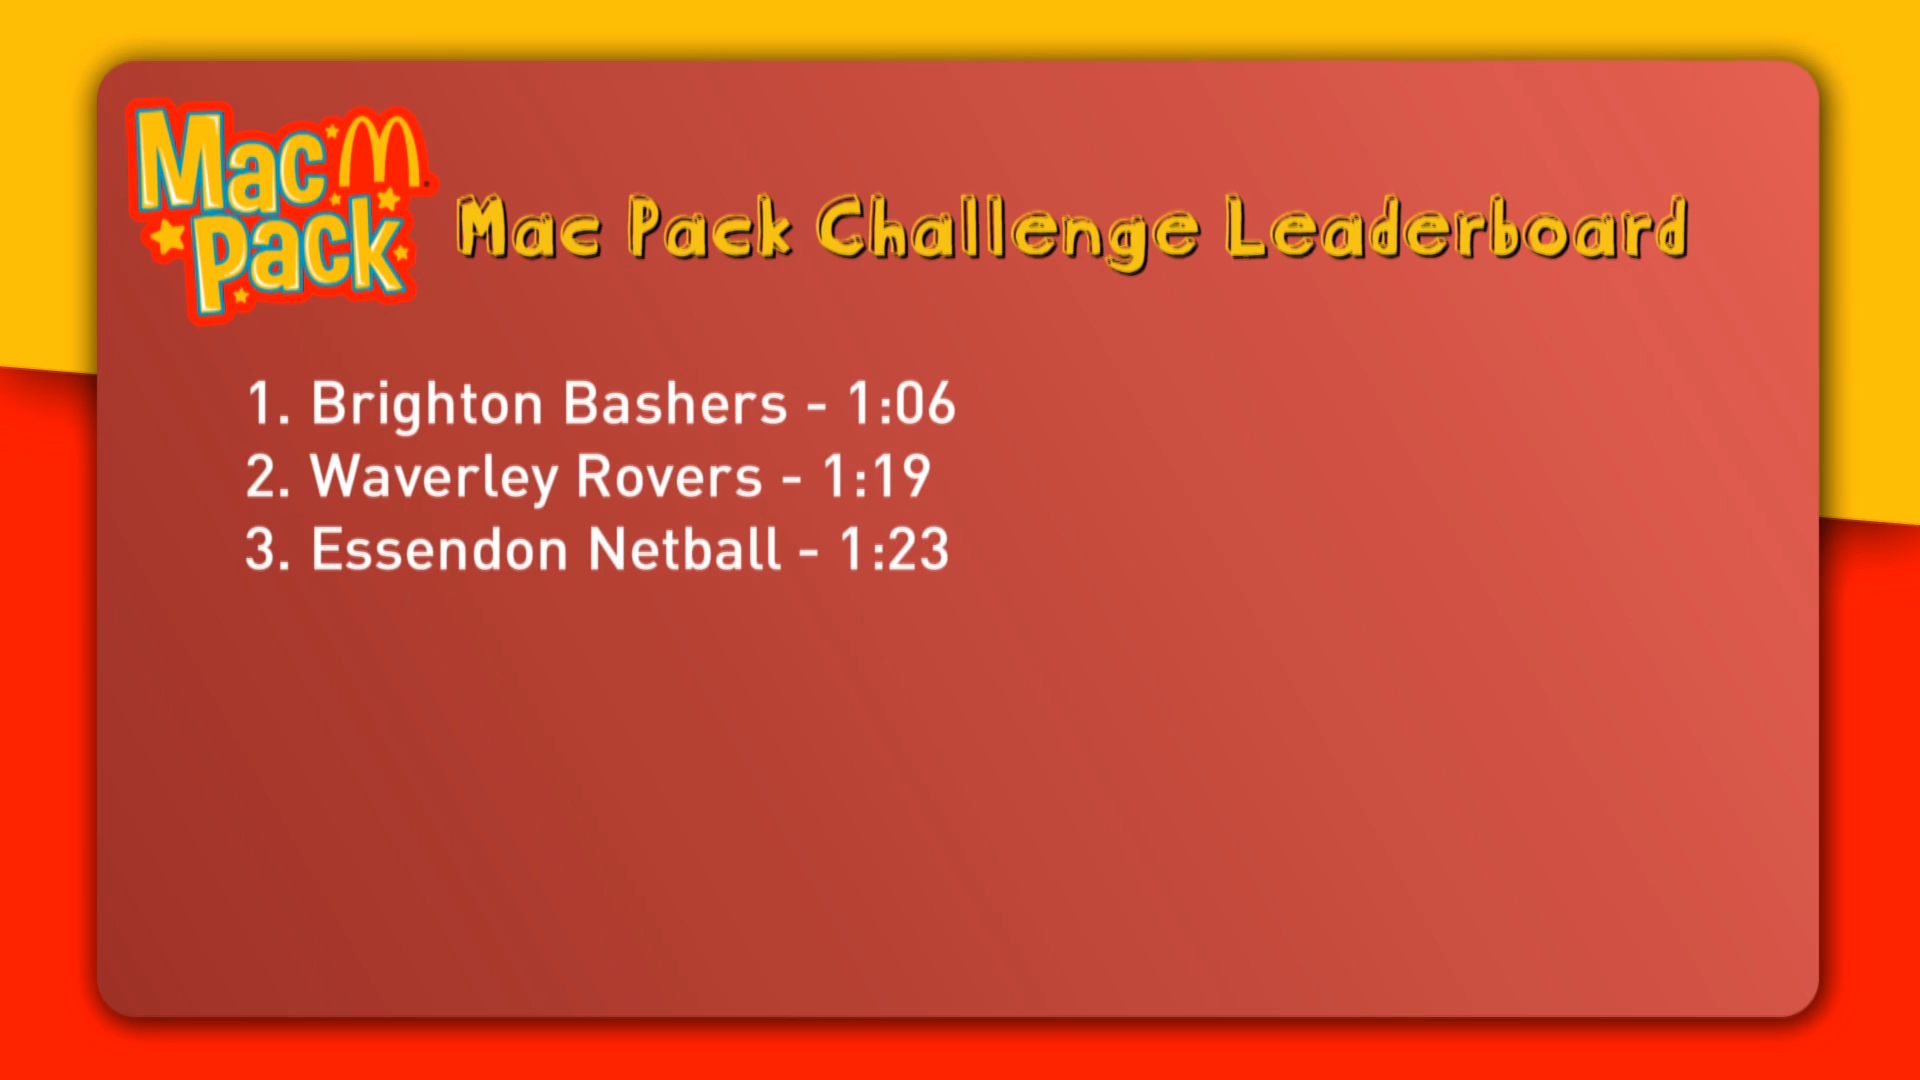 Mac
Pack
Mac Pack Challenge Leaderboard
1. Brighton Bashers - 1:06
2. Waverley Rovers - 1:19
3. Essendon Netball - 1:23